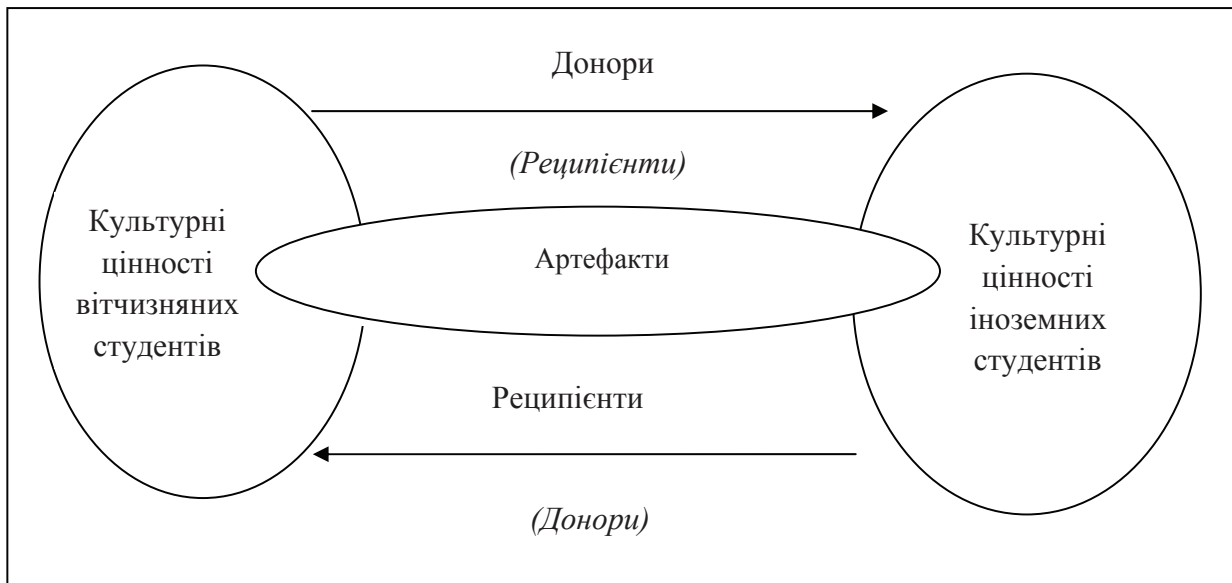 Донори
(Реципієнти)
Культурні
цінності
вітчизняних
студентів
Артефакти
Культурні
цінності
іноземних
студентів
Реципієнти
(Донори)